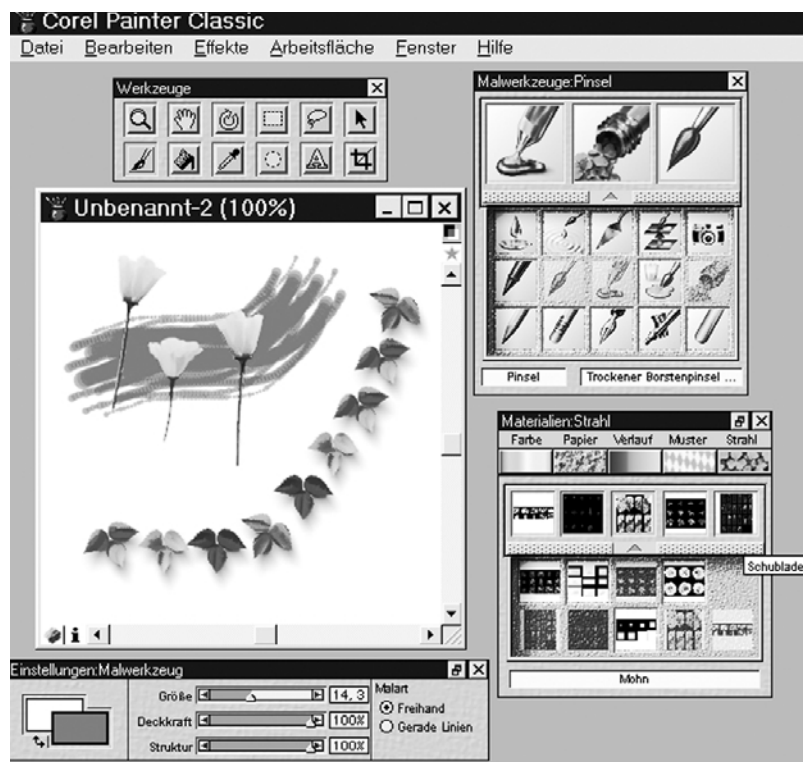 Corel Painter Classic
Datei Bearbeiten Effekte Arbeitsfläche Fenster Hilfe
Werkzeuge
Malwerkzeuge:Pinsel
Unbenannt-2 (100%)
Pinsel Trockener Borstenpinsel ...
Materialien:Strahl
Farbe Papier Verlauf Muster Strahl
Schublade
Mohn
Einstellungen:Malwerkzeug
Größe 14,3
Deckkraft 100%
Struktur 100%
Malart
Freihand
Gerade Linien